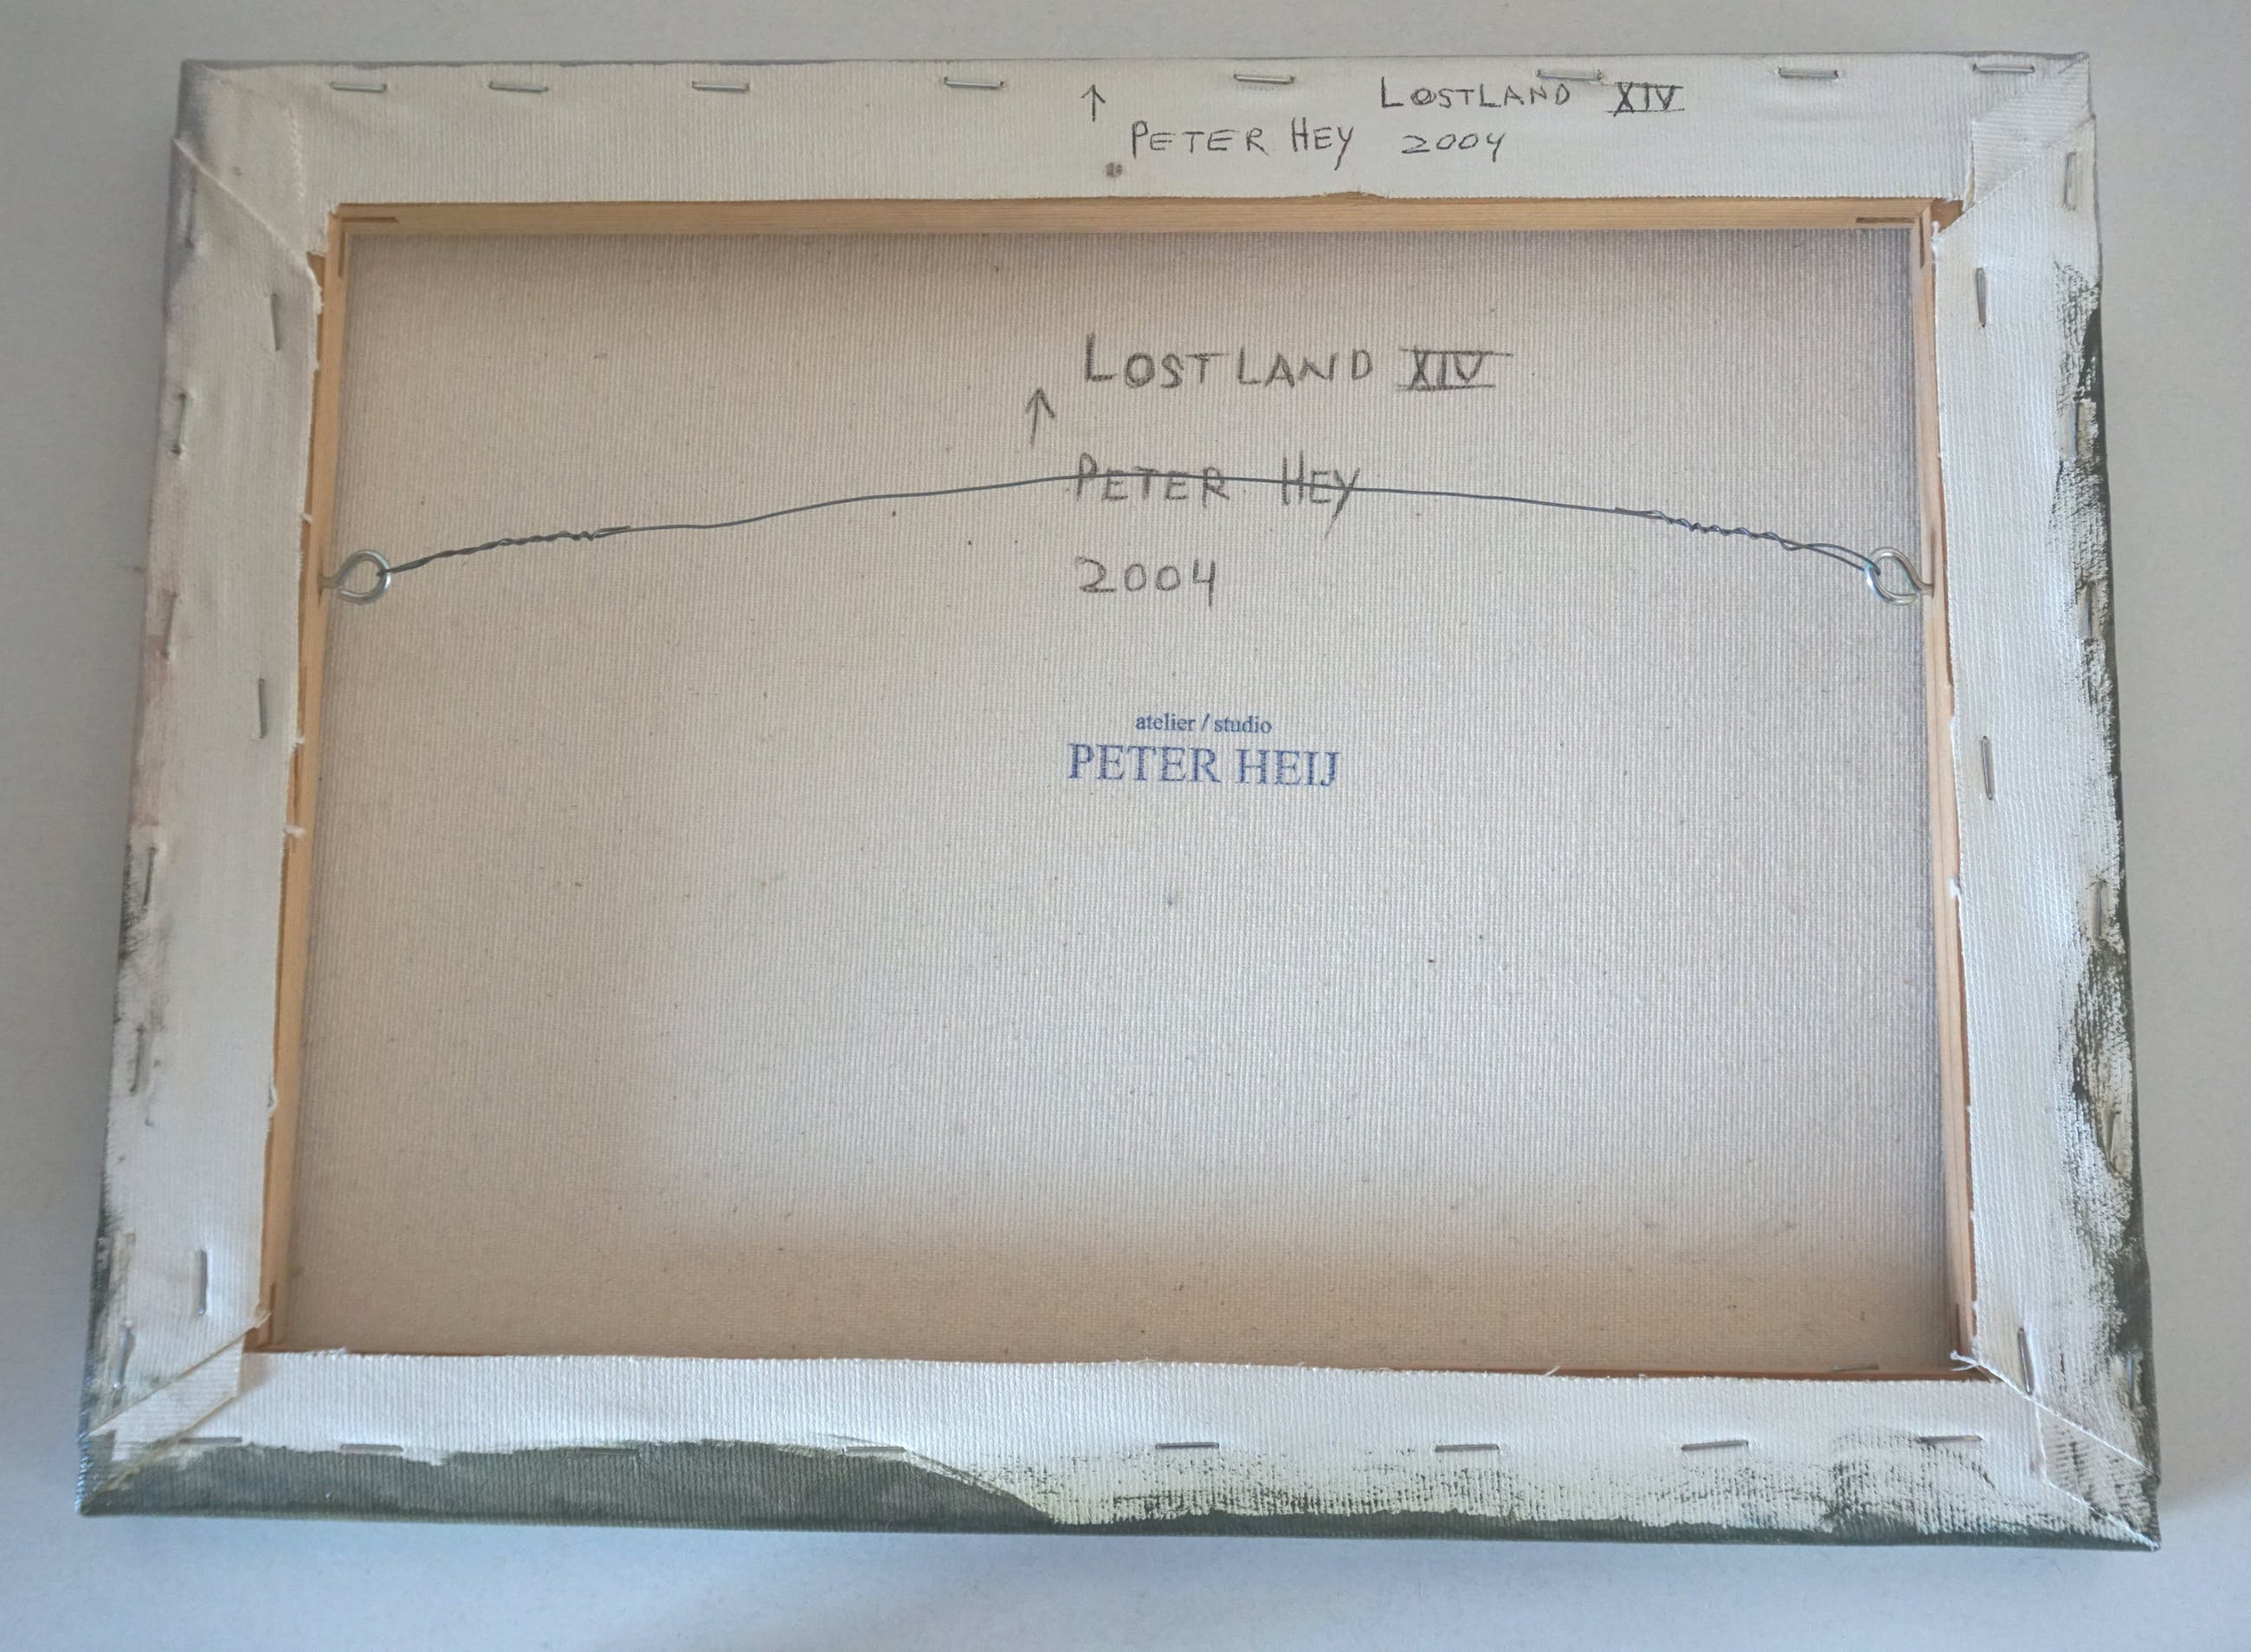 LOSTLAND XIV
↑
PETER HEY 2004
LOSTLAND XIV
↑
PETER HEY
2004
atelier / studio
PETER HEIJ